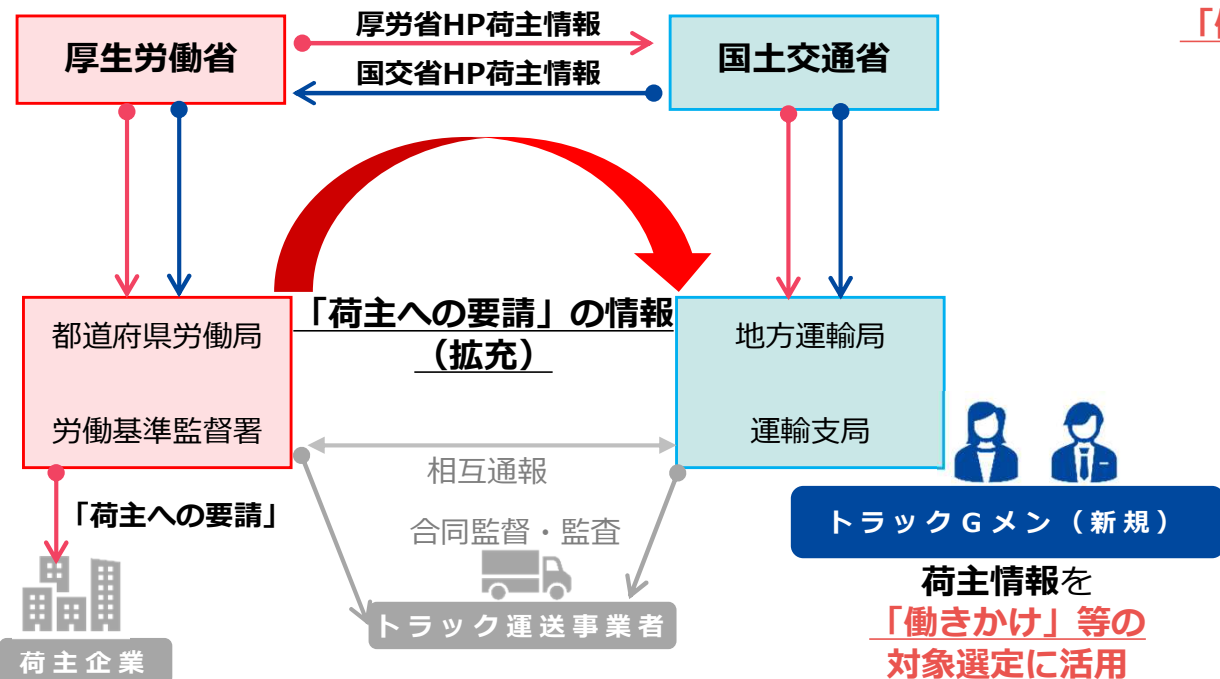 厚労省HP荷主情報
厚生労働省
国土交通省
国交省HP荷主情報
「荷主への要請」の情報
（拡充）
都道府県労働局
地方運輸局
労働基準監督署
運輸支局
相互通報
「荷主への要請」
合同監督・監査
トラックGメン（新規）
荷主情報を
「働きかけ」等の
対象選定に活用
トラック運送事業者
荷主企業